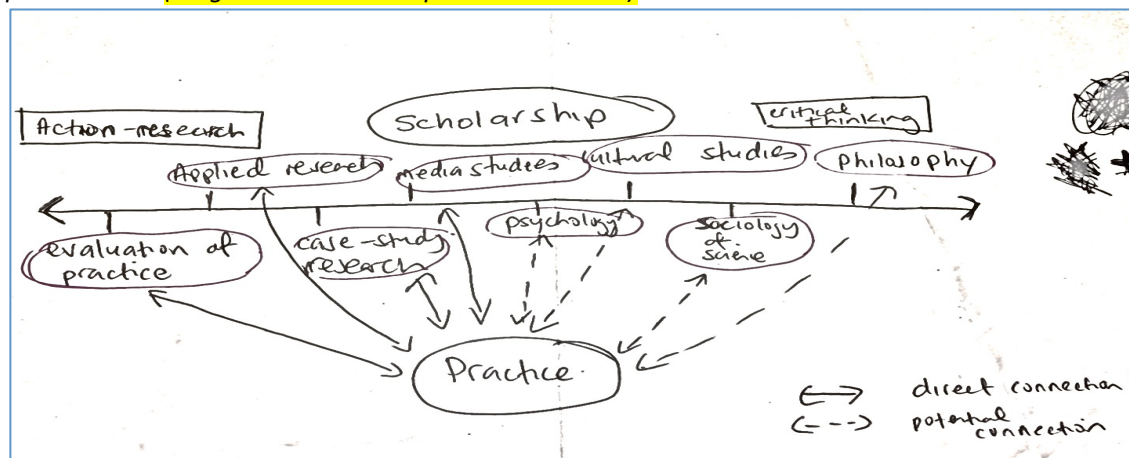 Action-research
Scholarship
critical
thinking
Applied research
media studies
cultural studies
philosophy
evaluation of
practice
case-study
research
psychology
sociology
of
science
Practice.
direct connection
potential
connection